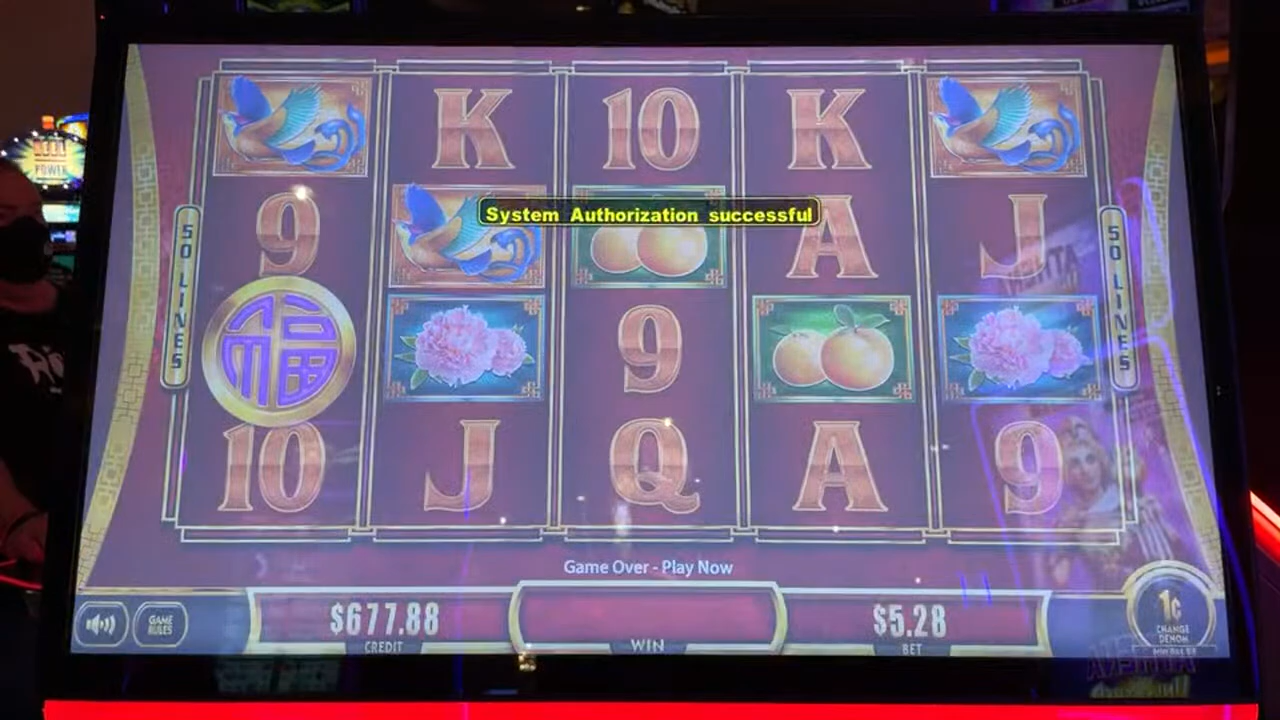 K
10
K
9
System Authorization successful
A
J
50 LINES
50 LINES
福
9
10
J
Q
A
9
Game Over - Play Now
$677.88
$5.28
1¢
GAME RULES
CREDIT
WIN
BET
CHANGE
DENOM
POWER